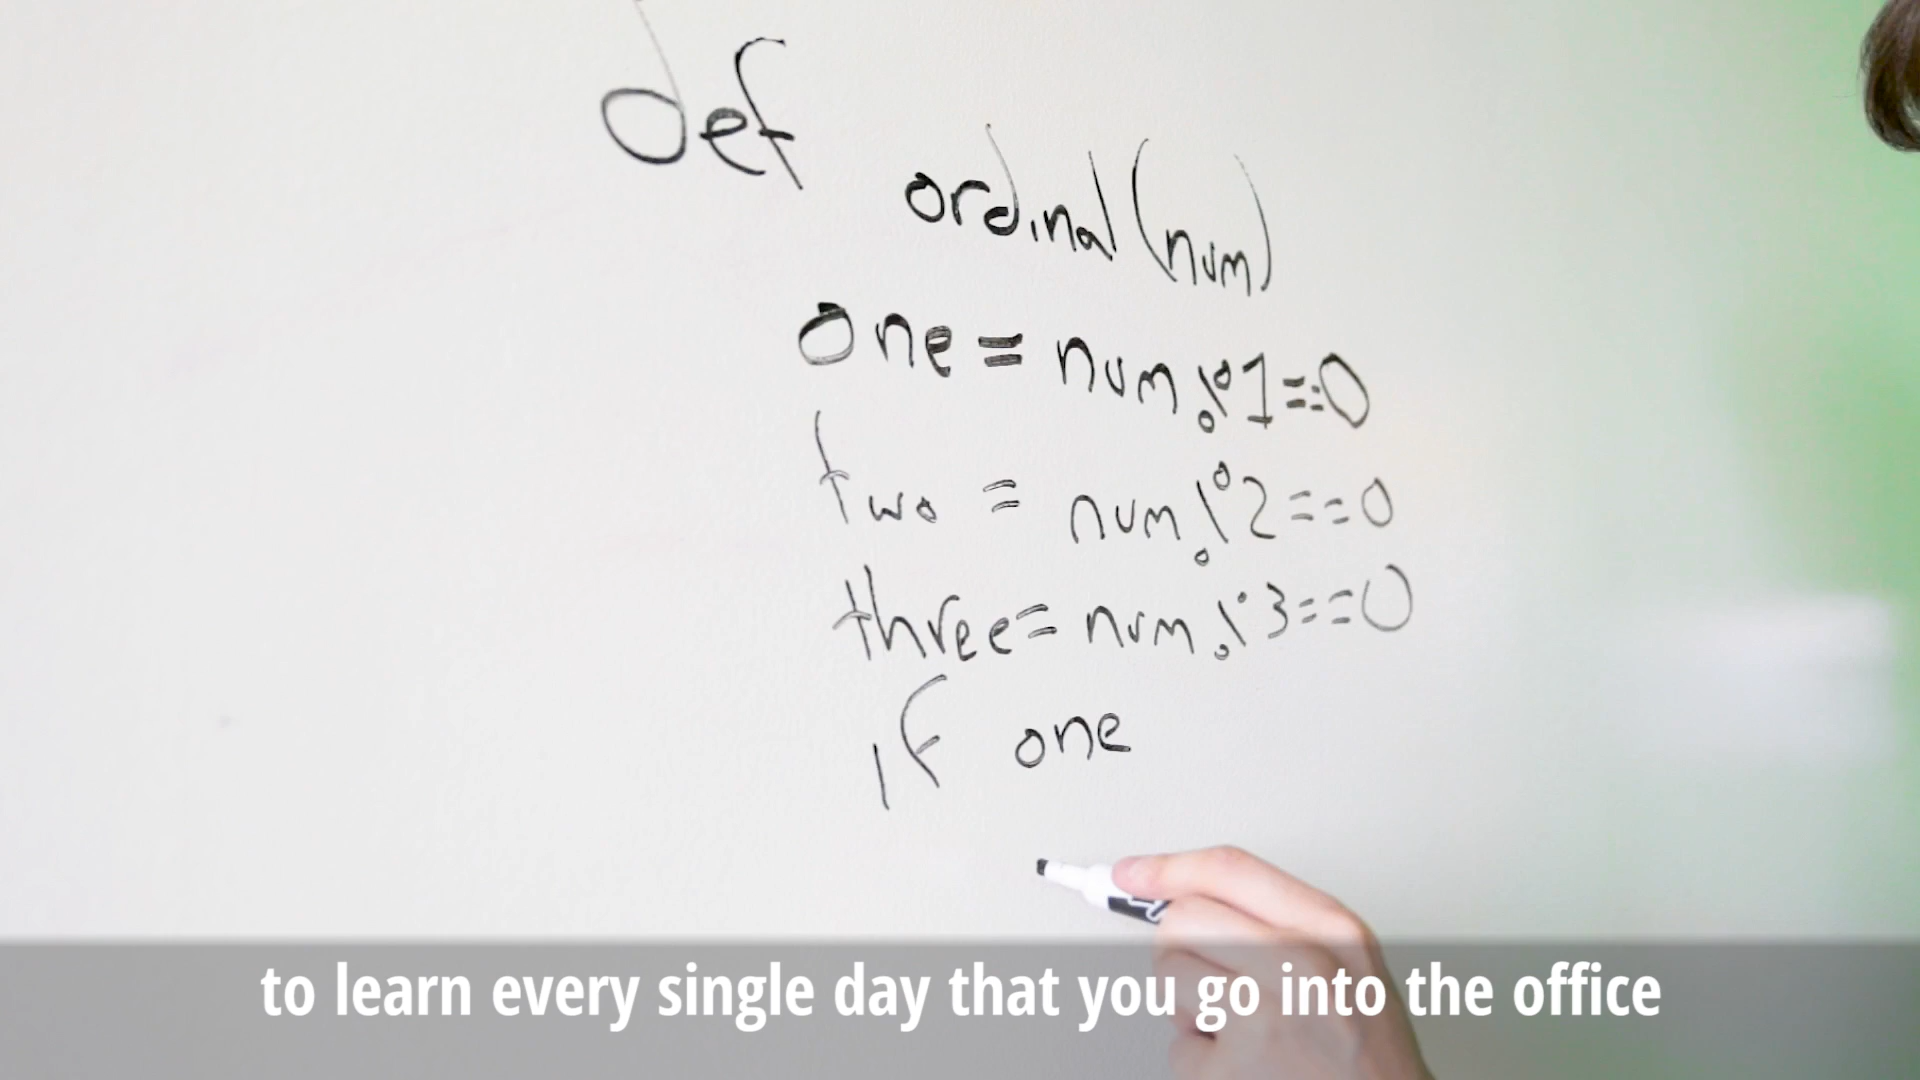 def ordinal(num)
one = num % 1 == 0
two = num % 2 == 0
three = num % 3 == 0
if one
to learn every single day that you go into the office